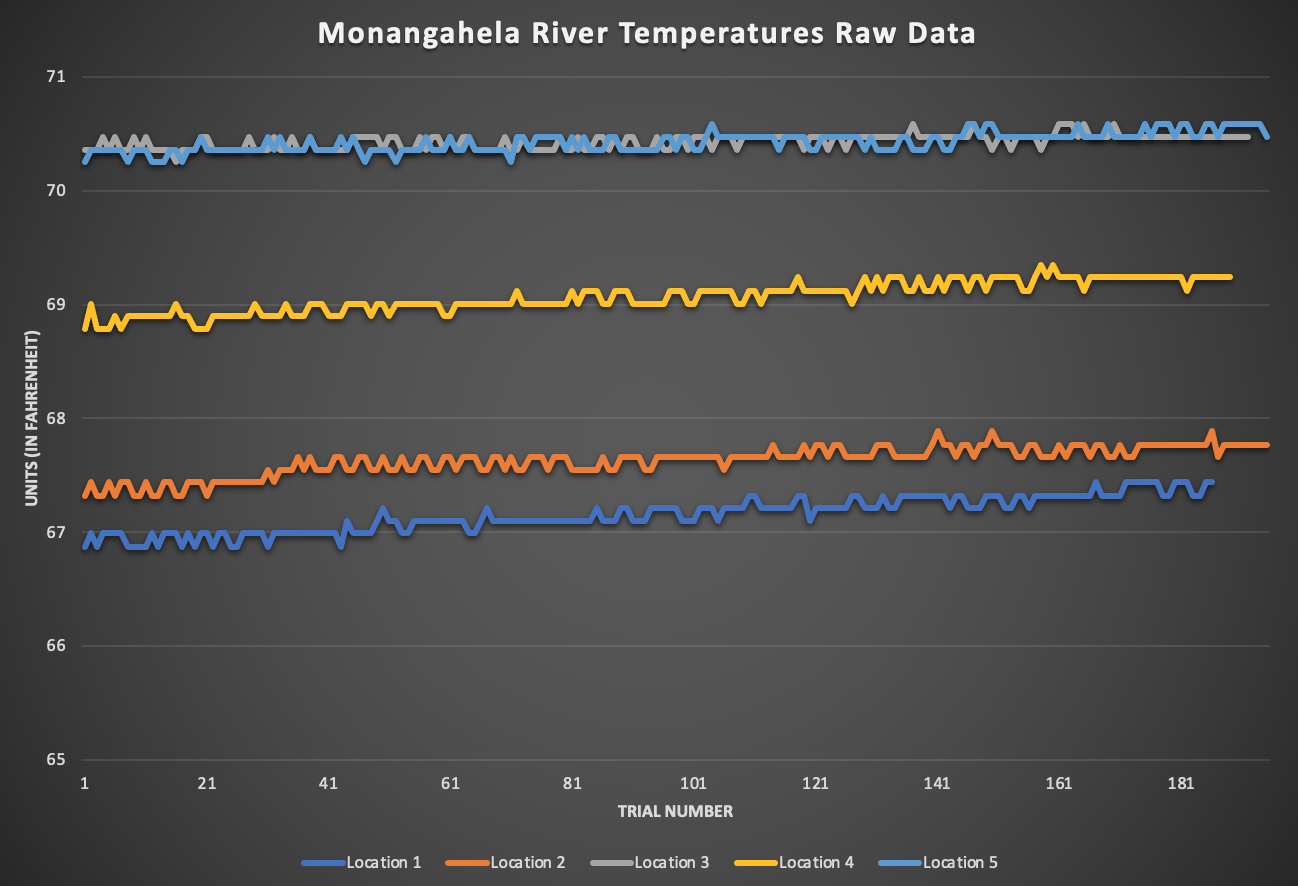 Monangahela River Temperatures Raw Data
71
70
69
68
67
66
65
UNITS (IN FAHRENHEIT)
1 21 41 61 81 101 121 141 161 181
TRIAL NUMBER
Location 1 Location 2 Location 3 Location 4 Location 5